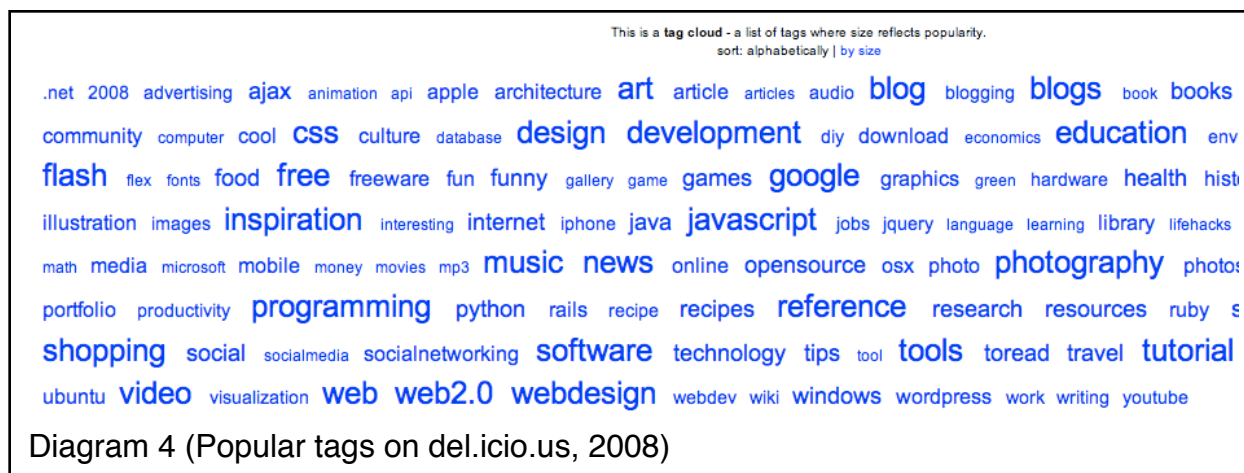 This is a tag cloud - a list of tags where size reflects popularity.
sort: alphabetically | by size
.net 2008 advertising ajax animation api apple architecture art article articles audio blog blogging blogs book books
community computer cool css culture database design development diy download economics education env
flash flex fonts food free freeware fun funny gallery game games google graphics green hardware health histo
illustration images inspiration interesting internet iphone java javascript jobs jquery language learning library lifehacks
math media microsoft mobile money movies mp3 music news online opensource osx photo photography photos
portfolio productivity programming python rails recipe recipes reference research resources ruby s
shopping social socialmedia socialnetworking software technology tips tool tools toread travel tutorial
ubuntu video visualization web web2.0 webdesign webdev wiki windows wordpress work writing youtube
Diagram 4 (Popular tags on del.icio.us, 2008)